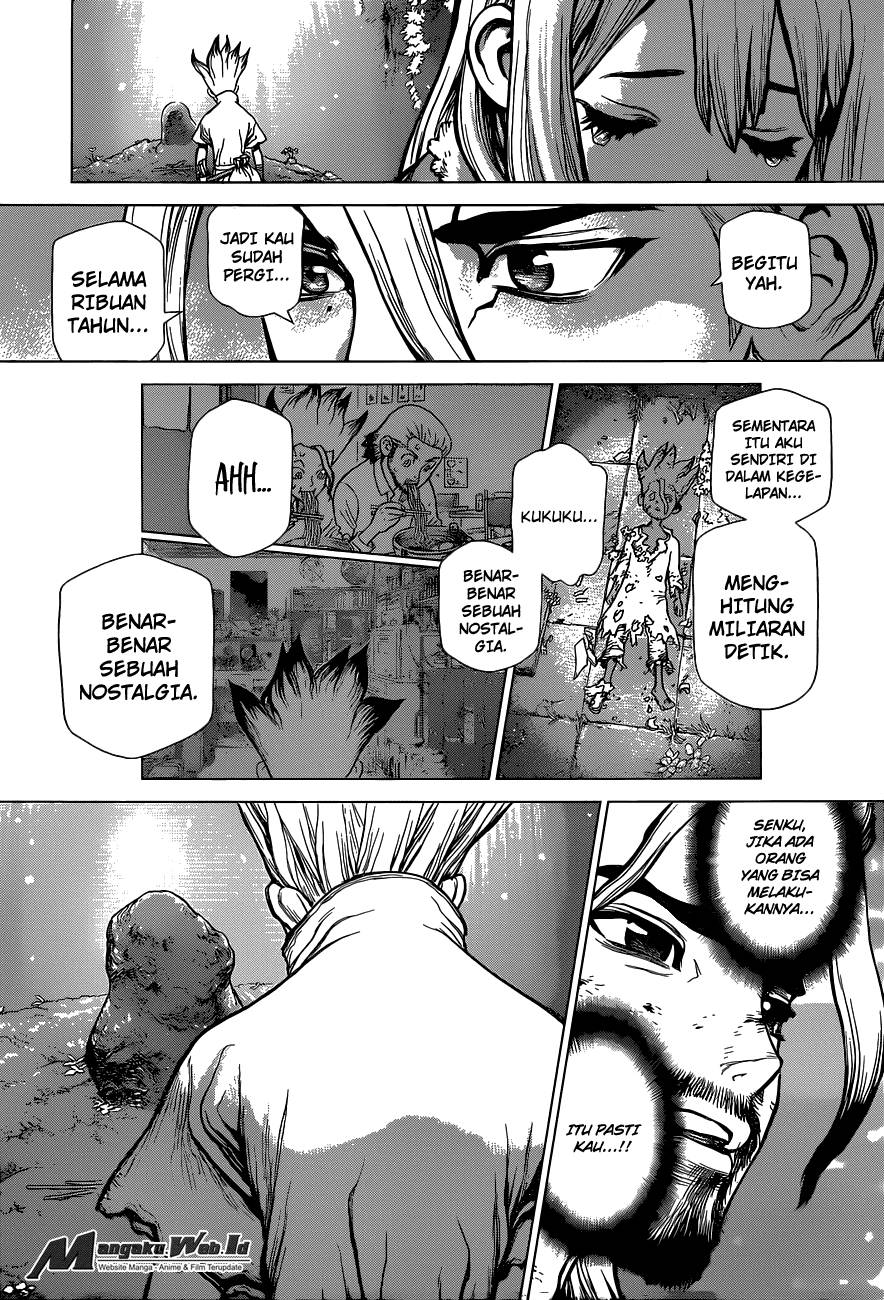 BEGITU
YAH.
JADI KAU
SUDAH
PERGI...
SELAMA
RIBUAN
TAHUN...
SEMENTARA
ITU AKU
SENDIRI DI
DALAM KEGE-
LAPAN...
MENG-
HITUNG
MILIARAN
DETIK.
KUKUKU...
BENAR-
BENAR
SEBUAH
NOSTAL-
GIA.
AHH...
BENAR-
BENAR
SEBUAH
NOSTALGIA.
SENKU,
JIKA ADA
ORANG
YANG BISA
MELAKU-
KANNYA...
ITU PASTI
KAU...!!
Mangaku.Web.Id
Website Manga - Anime & Film Terupdate